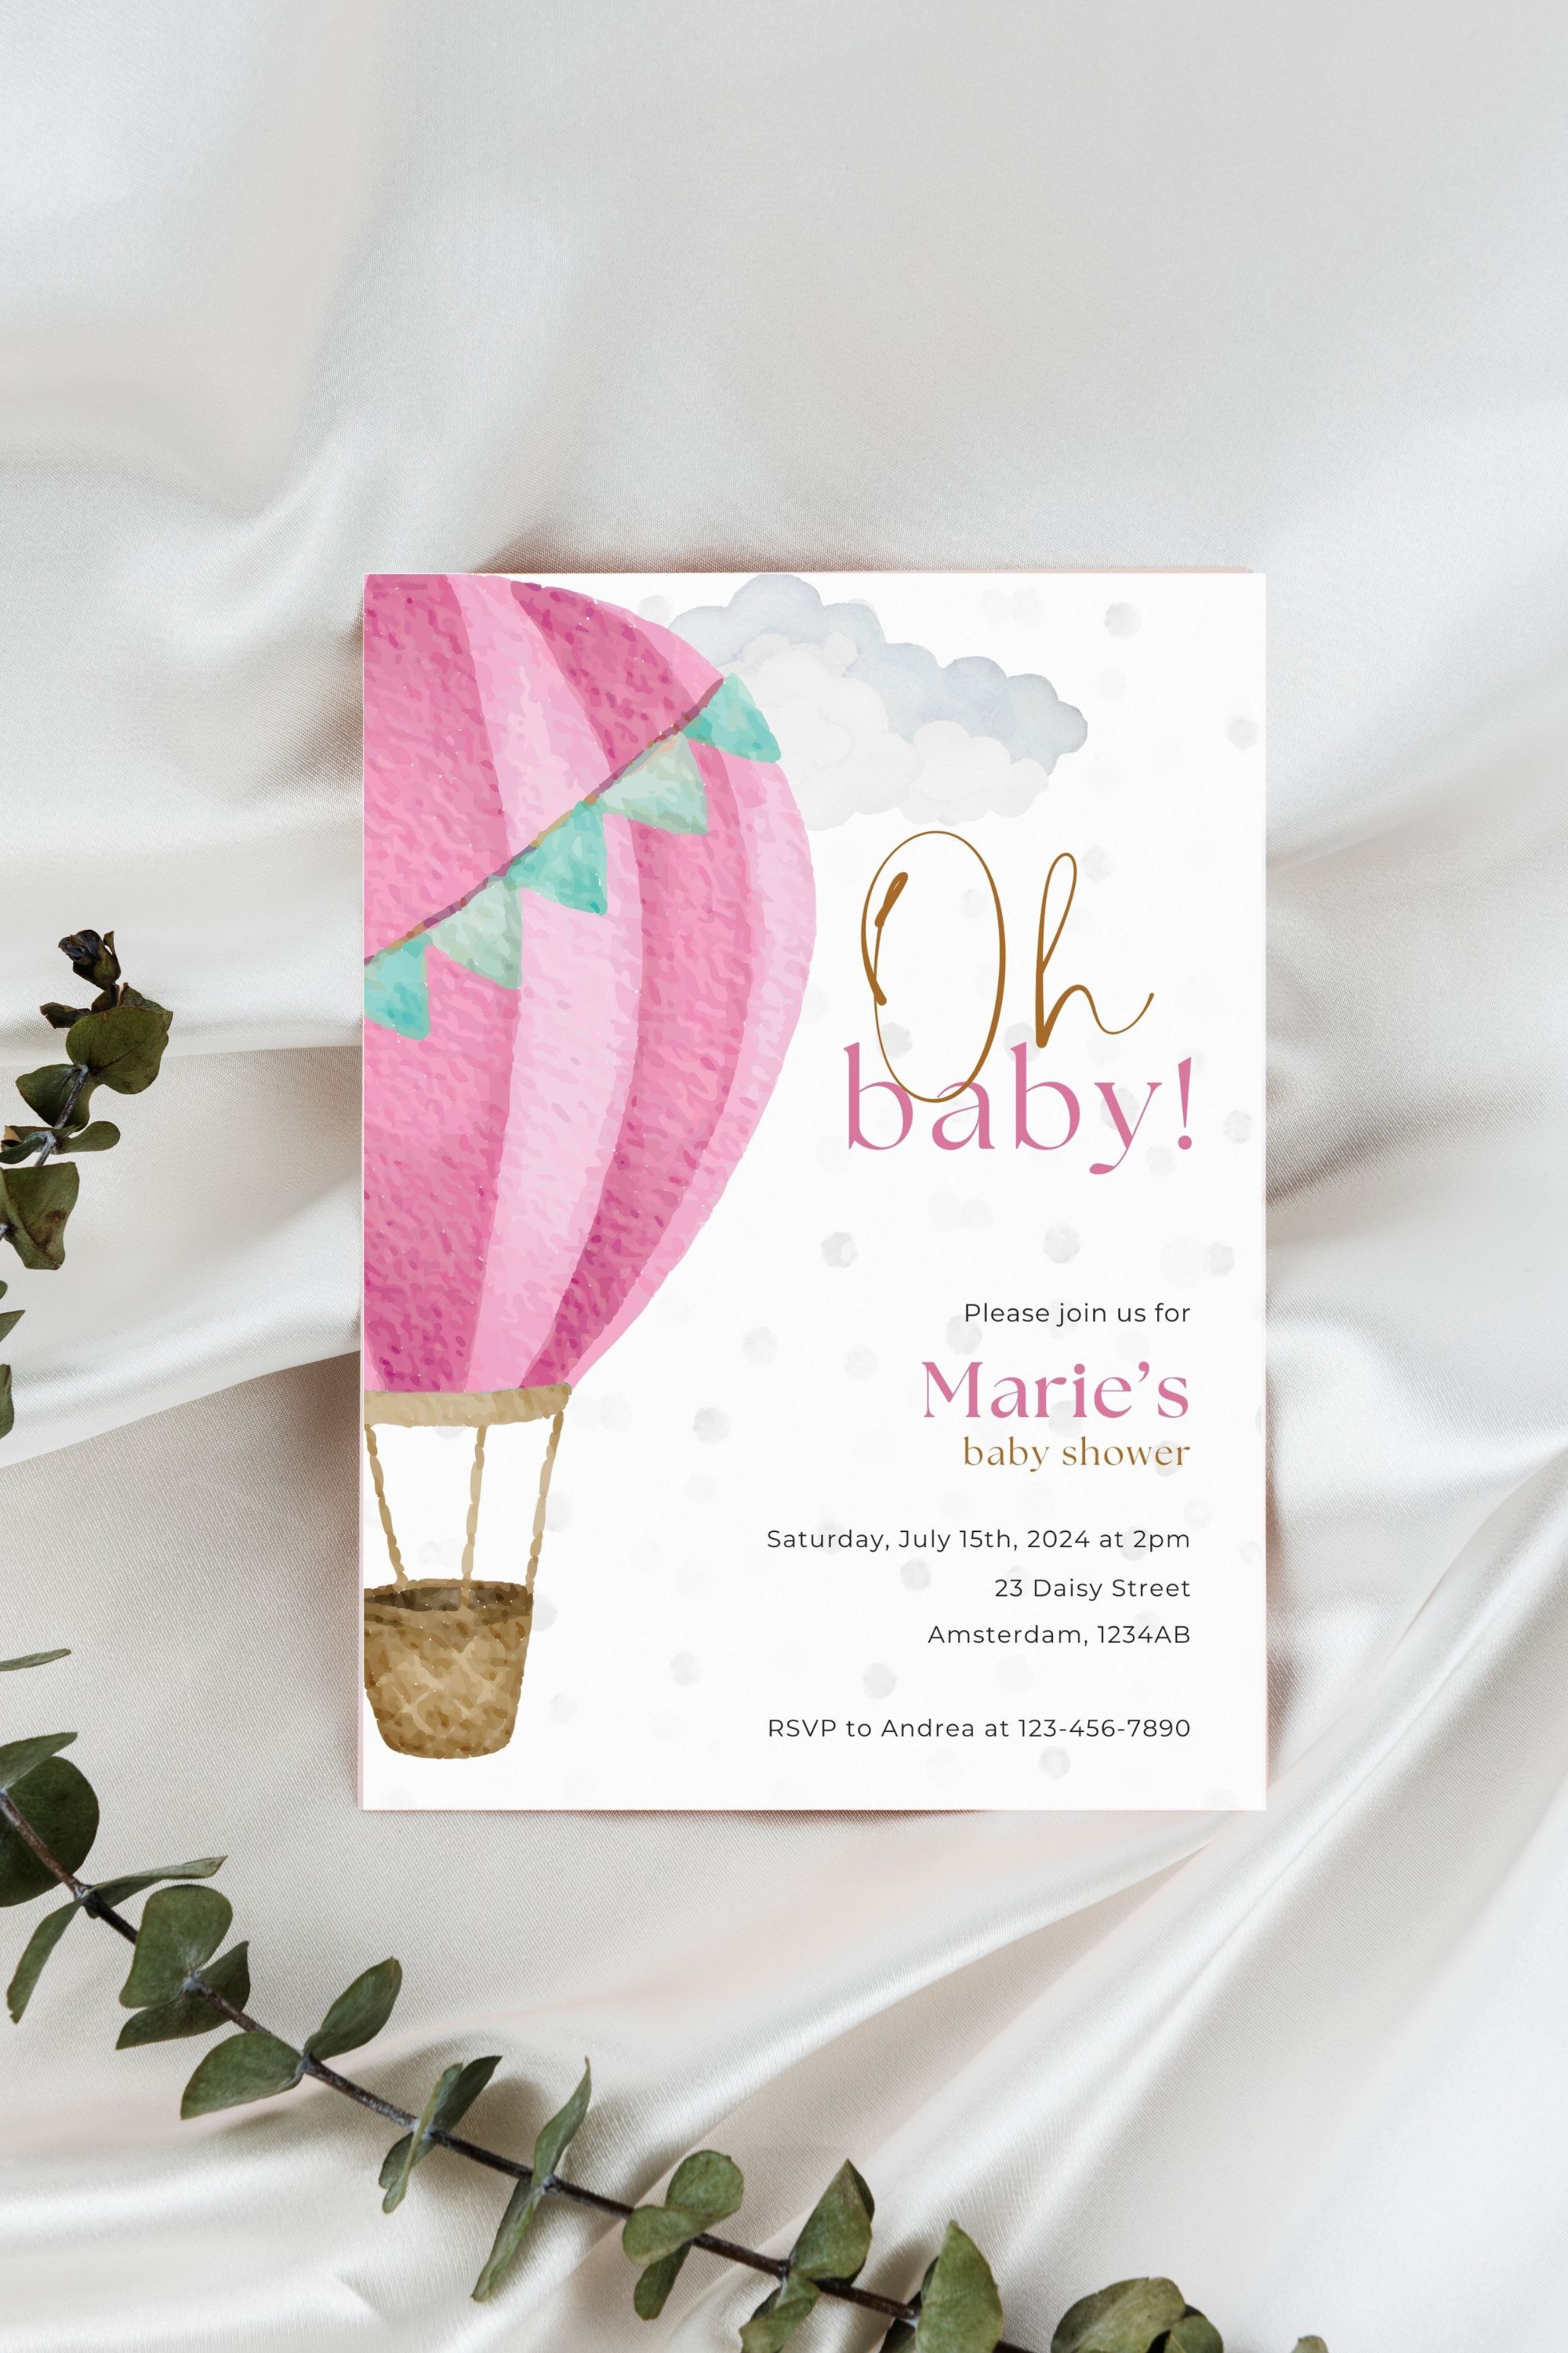 Oh
baby!
Please join us for
Marie’s
baby shower
Saturday, July 15th, 2024 at 2pm
23 Daisy Street
Amsterdam, 1234AB
RSVP to Andrea at 123-456-7890